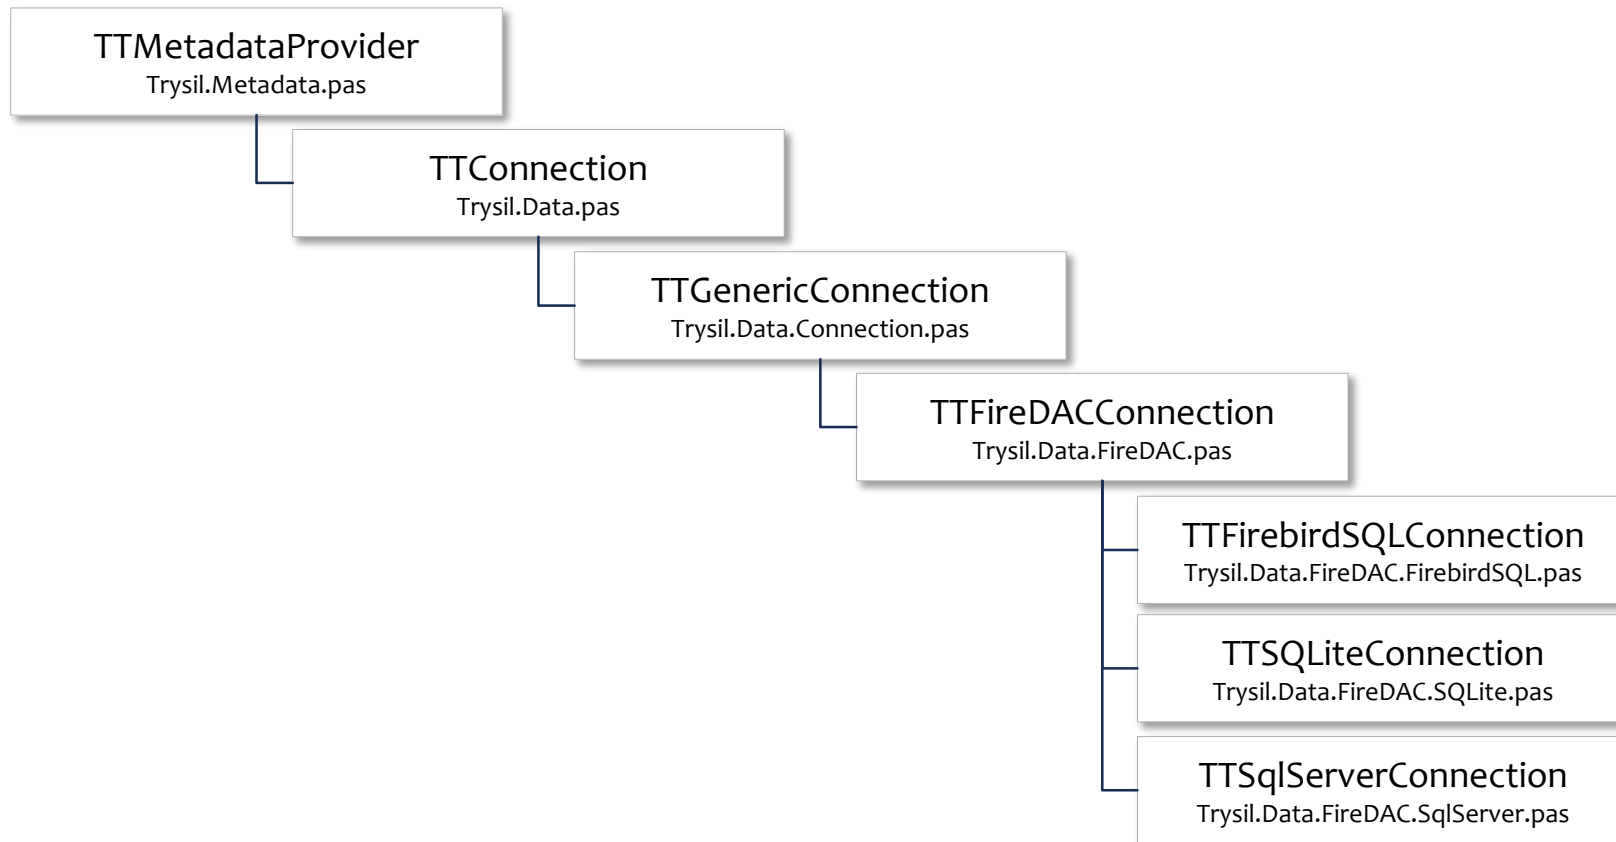 TTMetadataProvider
Trysil.Metadata.pas
TTConnection
Trysil.Data.pas
TTGenericConnection
Trysil.Data.Connection.pas
TTFireDACConnection
Trysil.Data.FireDAC.pas
TTFirebirdSQLConnection
Trysil.Data.FireDAC.FirebirdSQL.pas
TTSQLiteConnection
Trysil.Data.FireDAC.SQLite.pas
TTSqlServerConnection
Trysil.Data.FireDAC.SqlServer.pas